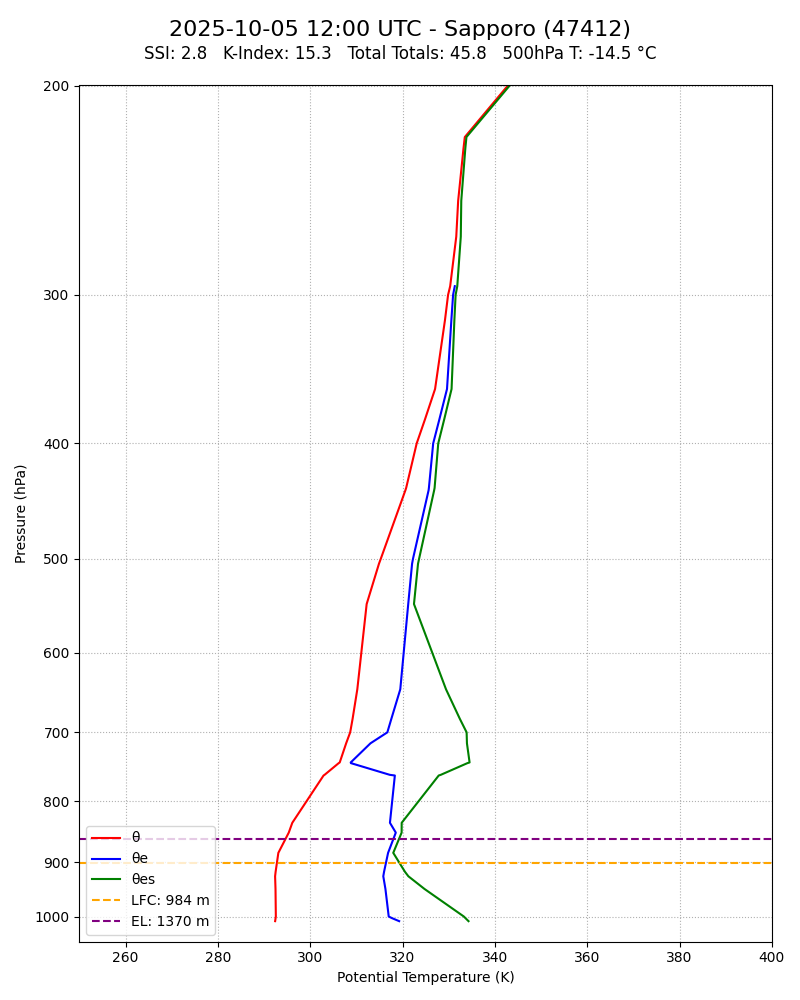 2025-10-05 12:00 UTC - Sapporo (47412)
SSI: 2.8   K-Index: 15.3   Total Totals: 45.8   500hPa T: -14.5 °C
200
300
400
500
600
700
800
900
1000
Pressure (hPa)
θ
θe
θes
LFC: 984 m
EL: 1370 m
260 280 300 320 340 360 380 400
Potential Temperature (K)